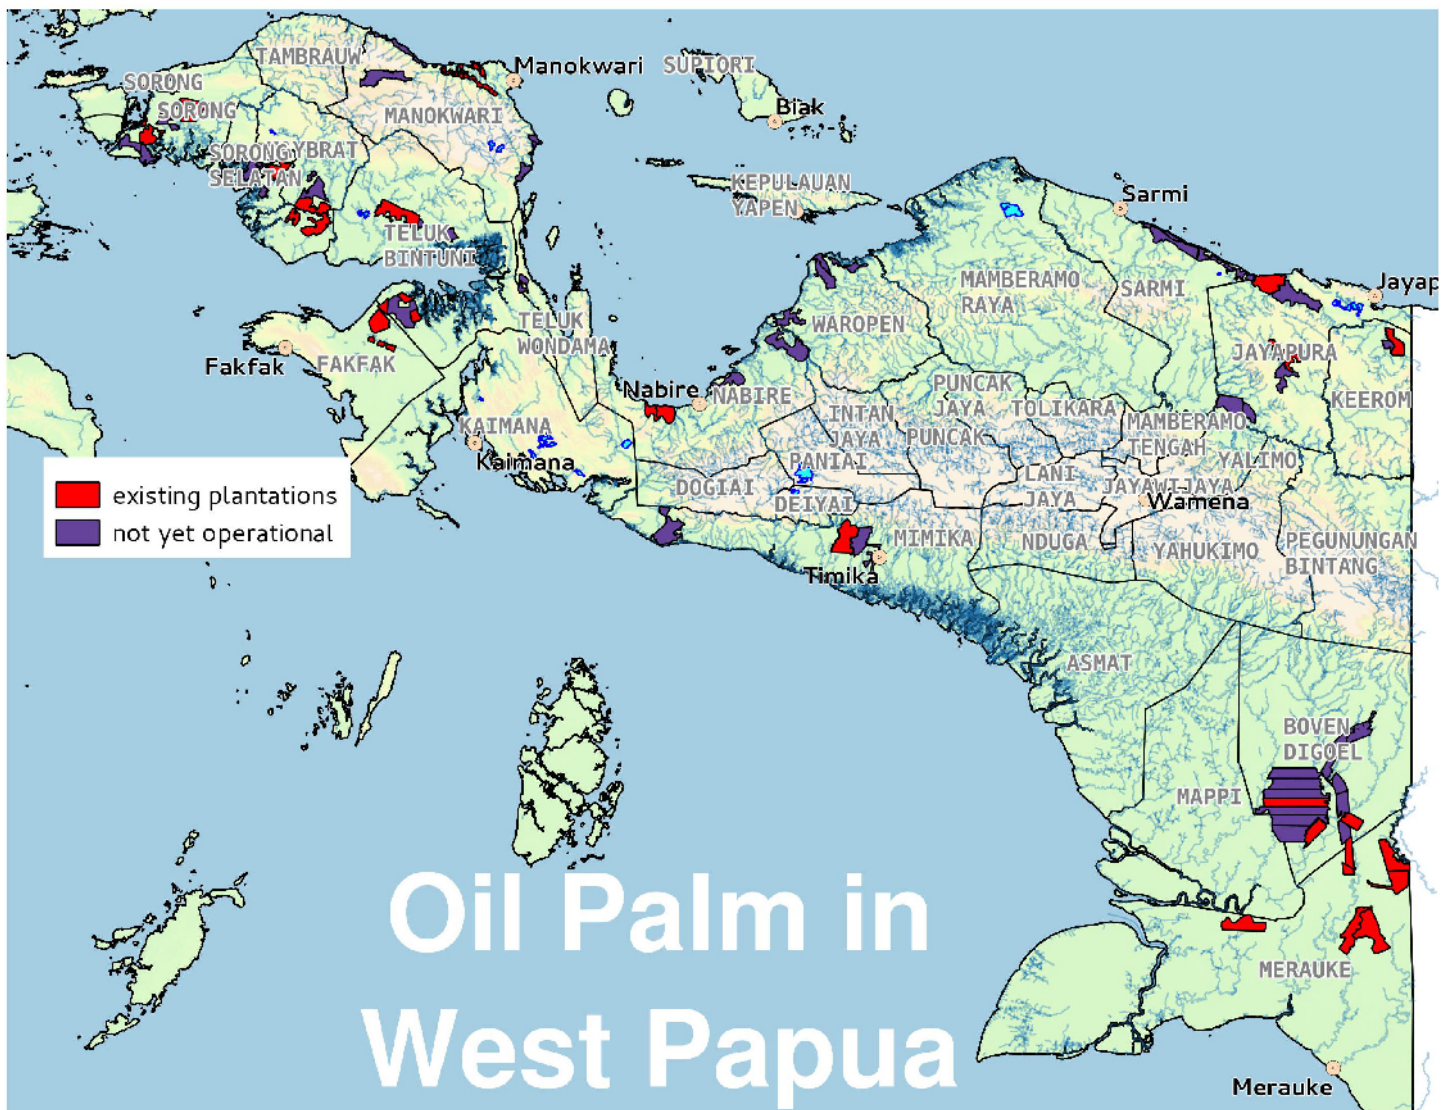 TAMBRAUW
Manokwari
SUPIORI
SORONG
SORONG
MANOKWARI
Biak
SORONG
YBRAT
SELATAN
KEPULAUAN
YAPEN
Sarmi
TELUK
BINTUNI
MAMBERAMO
RAYA
SARMI
Jayap
TELUK
WONDAMA
WAROPEN
JAYAPURA
Fakfak
FAKFAK
Nabire
NABIRE
PUNCAK
JAYA
TOLIKARA
KEEROM
INTAN
JAYA
PUNCAK
MAMBERAMO
TENGAH
KAIMANA
Kaimana
PANIAI
YALIMO
DOGIAI
LANI
JAYA
JAYAWIJAYA
Wamena
DEIYAI
MIMIKA
NDUGA
YAHUKIMO
PEGUNUNGAN
BINTANG
existing plantations
not yet operational
Timika
ASMAT
BOVEN
DIGOEL
MAPPI
MERAUKE
Merauke
Oil Palm in
West Papua